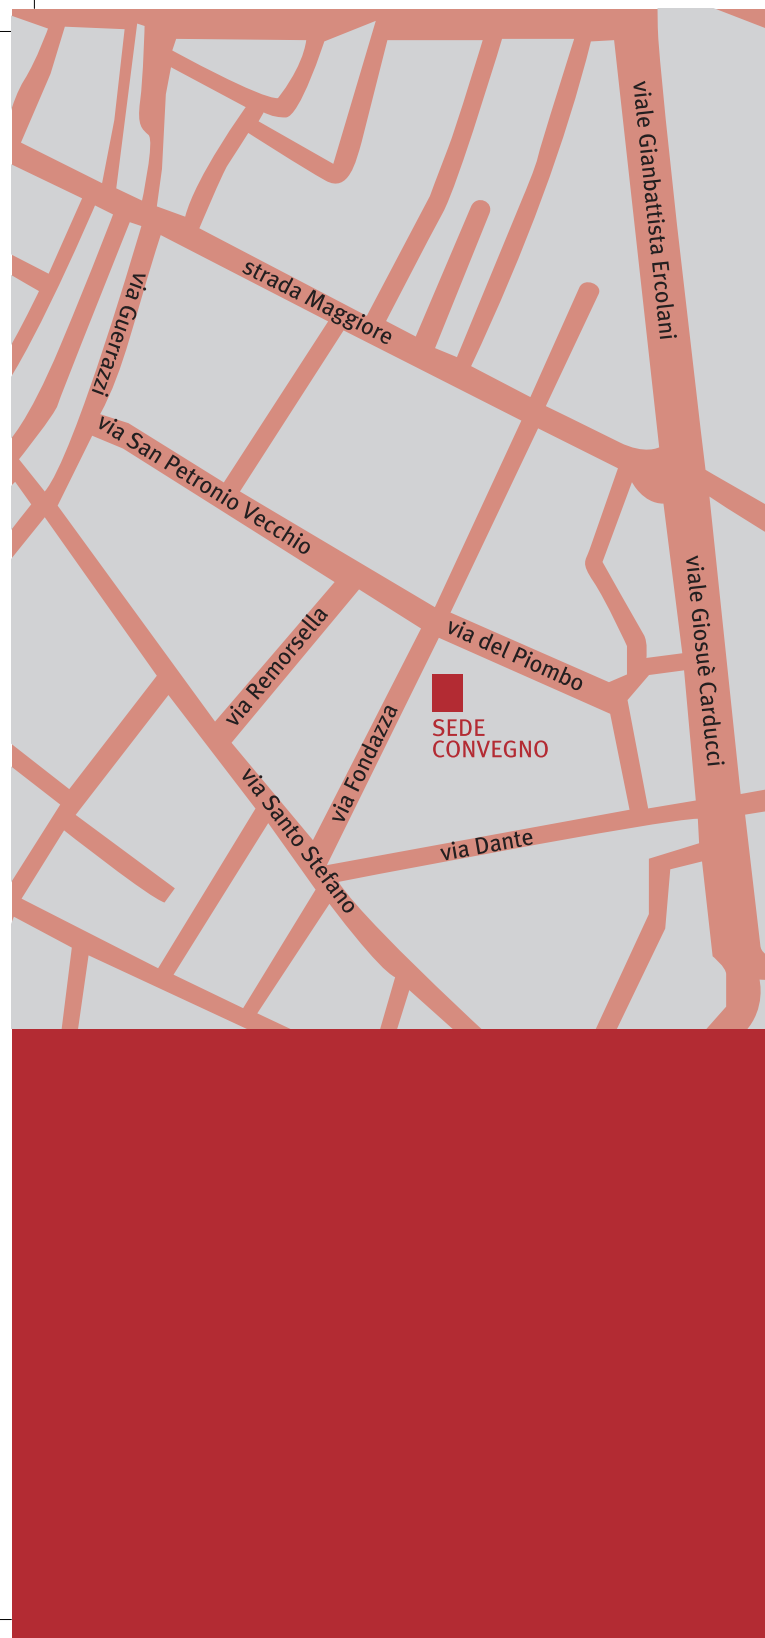 viale Gianbattista Ercolani
strada Maggiore
via Guerrazzi
via San Petronio Vecchio
viale Giosuè Carducci
via Remorsella
via del Piombo
SEDE
CONVEGNO
via Fondazza
via Santo Stefano
via Dante